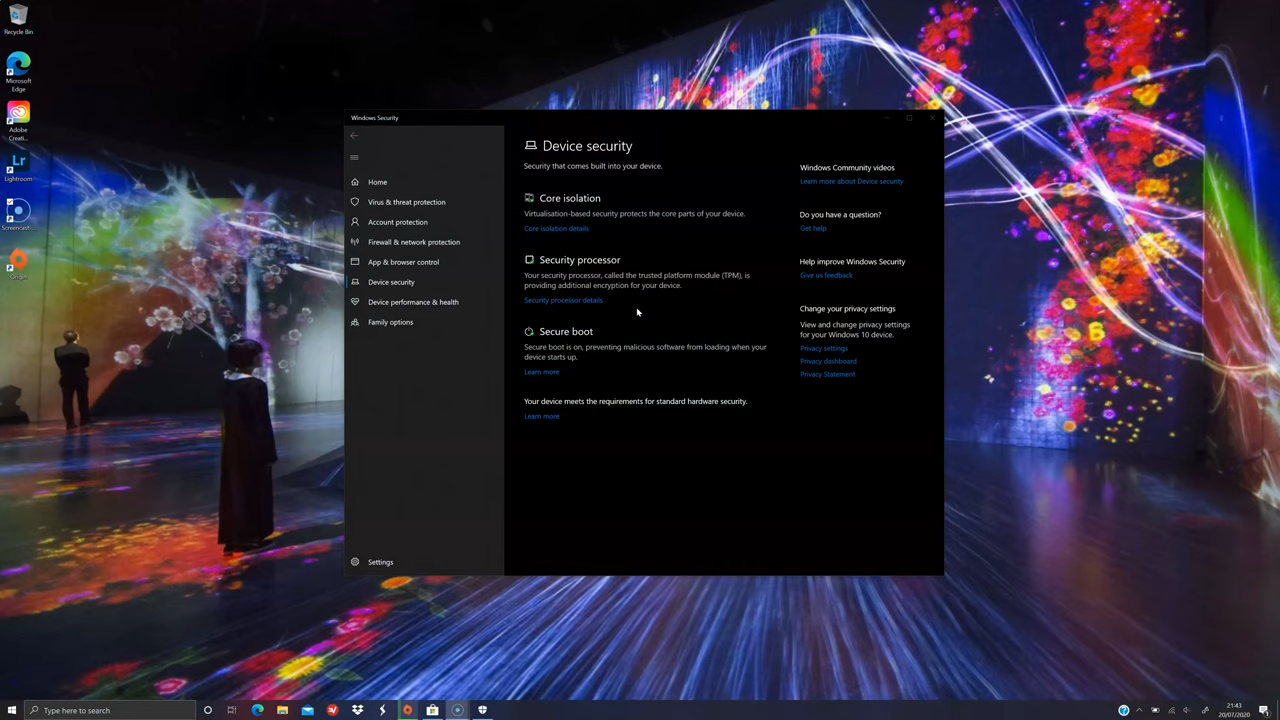 Recycle Bin
Microsoft
Edge
Adobe
Creati...
Lr
Lightroom
Screencast-...
Origin
Windows Security
Home
Virus & threat protection
Account protection
Firewall & network protection
App & browser control
Device security
Device performance & health
Family options
Settings
Device security
Security that comes built into your device.
Core isolation
Virtualisation-based security protects the core parts of your device.
Core isolation details
Security processor
Your security processor, called the trusted platform module (TPM), is
providing additional encryption for your device.
Security processor details
Secure boot
Secure boot is on, preventing malicious software from loading when your
device starts up.
Learn more
Your device meets the requirements for standard hardware security.
Learn more
Windows Community videos
Learn more about Device security
Do you have a question?
Get help
Help improve Windows Security
Give us feedback
Change your privacy settings
View and change privacy settings
for your Windows 10 device.
Privacy settings
Privacy dashboard
Privacy Statement
Type here to search
21:43
20/07/2020